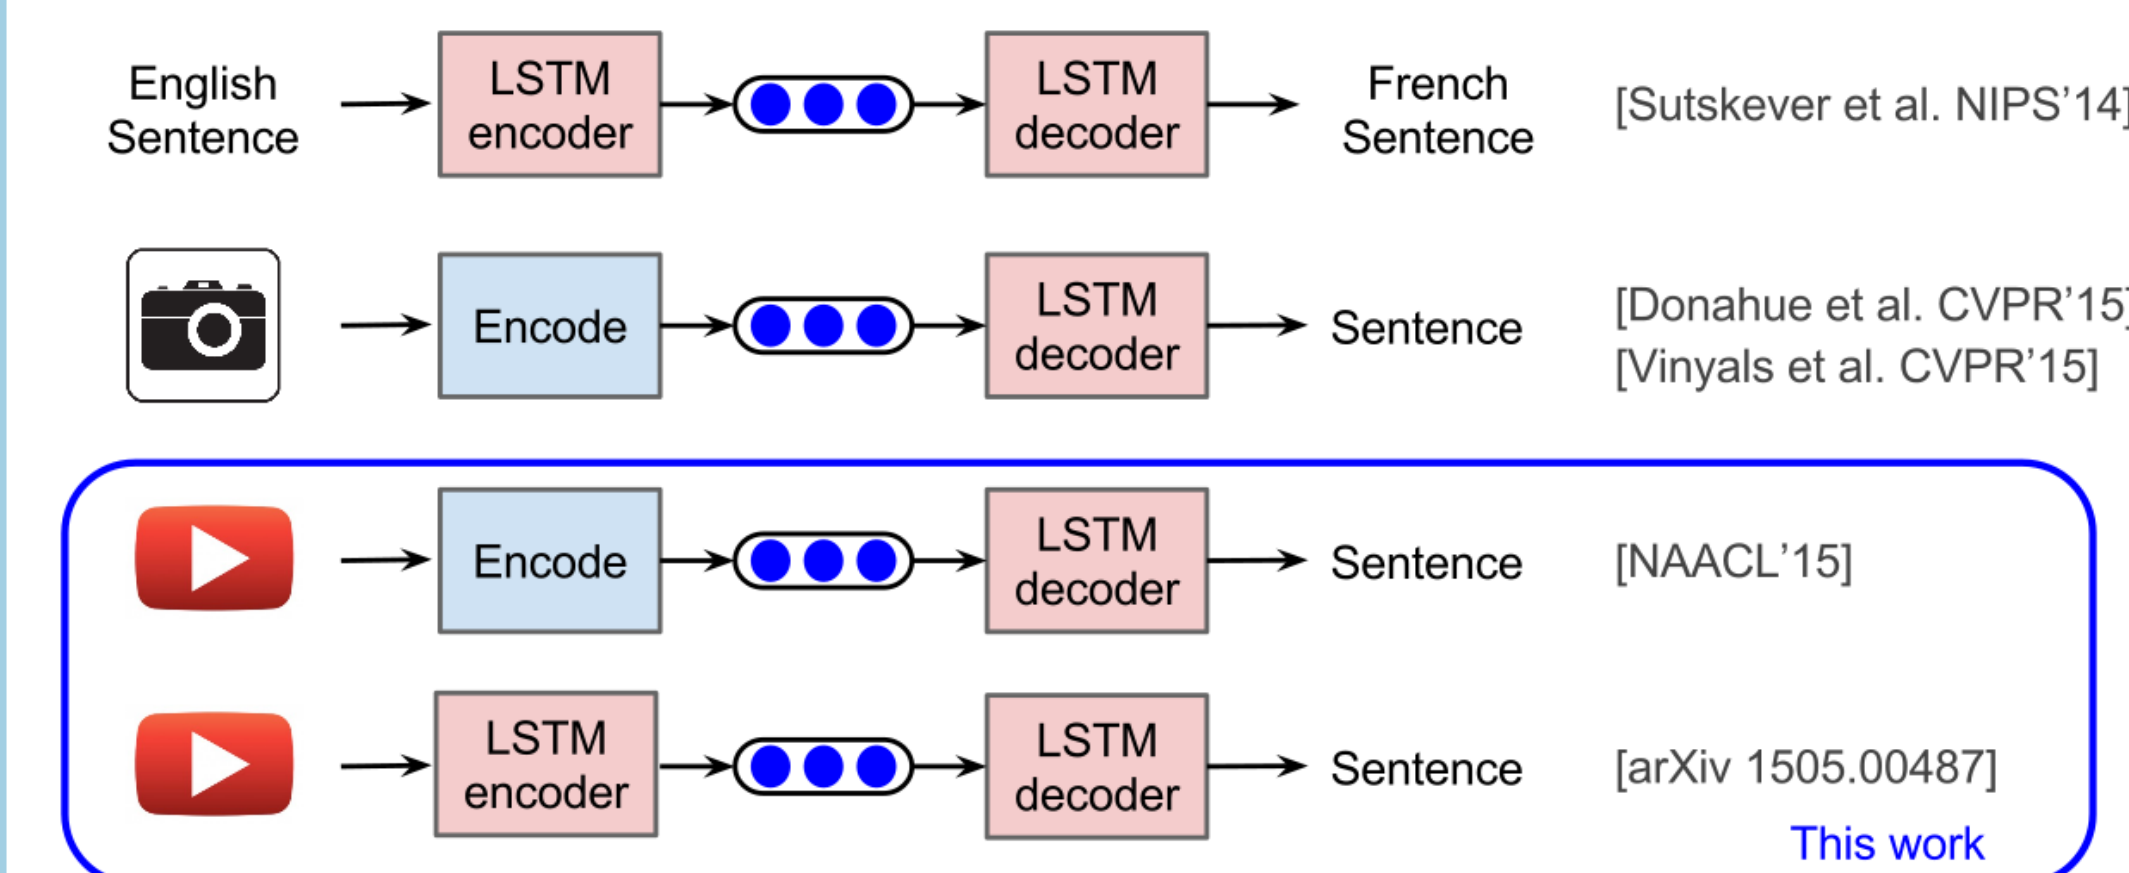 English
Sentence
LSTM
encoder
LSTM
decoder
French
Sentence
[Sutskever et al. NIPS’14]
Encode
LSTM
decoder
Sentence
[Donahue et al. CVPR’15]
[Vinyals et al. CVPR’15]
Encode
LSTM
decoder
Sentence
[NAACL’15]
LSTM
encoder
LSTM
decoder
Sentence
[arXiv 1505.00487]
This work